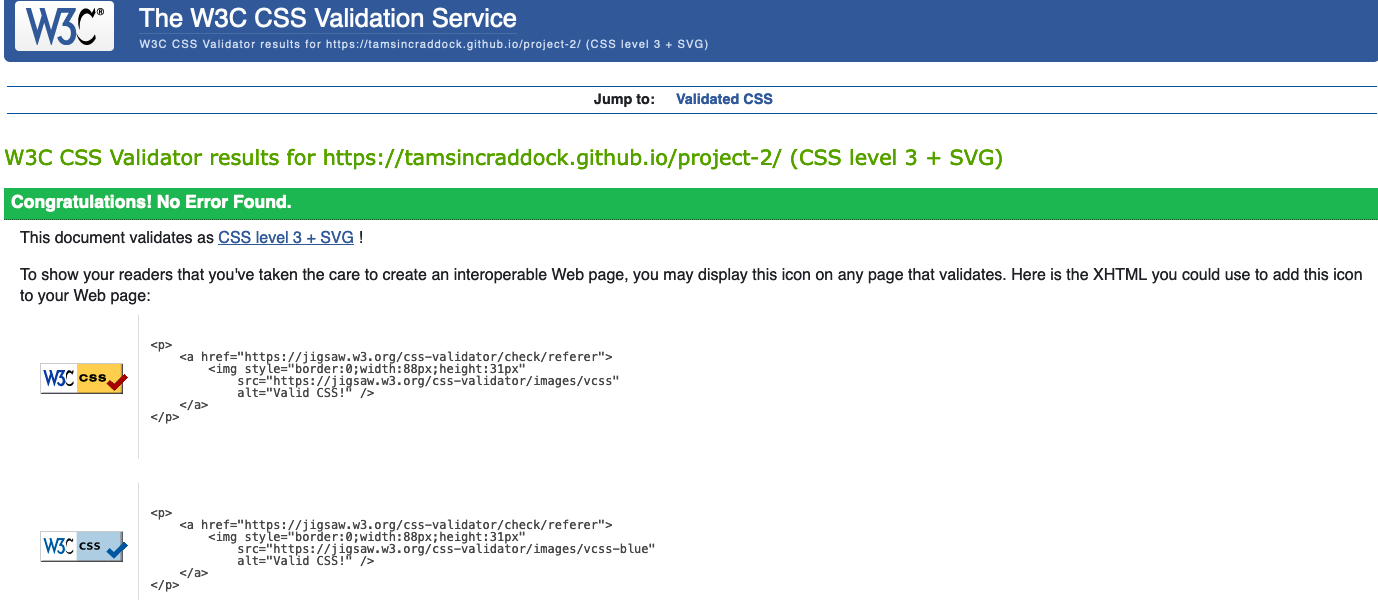 W3C®
The W3C CSS Validation Service
W3C CSS Validator results for https://tamsincraddock.github.io/project-2/ (CSS level 3 + SVG)
Jump to: Validated CSS
W3C CSS Validator results for https://tamsincraddock.github.io/project-2/ (CSS level 3 + SVG)
Congratulations! No Error Found.
This document validates as CSS level 3 + SVG !
To show your readers that you've taken the care to create an interoperable Web page, you may display this icon on any page that validates. Here is the XHTML you could use to add this icon
to your Web page:
W3C css
<p>
    <a href="https://jigsaw.w3.org/css-validator/check/referer">
        <img style="border:0;width:88px;height:31px"
            src="https://jigsaw.w3.org/css-validator/images/vcss"
            alt="Valid CSS!" />
    </a>
</p>
W3C css
<p>
    <a href="https://jigsaw.w3.org/css-validator/check/referer">
        <img style="border:0;width:88px;height:31px"
            src="https://jigsaw.w3.org/css-validator/images/vcss-blue"
            alt="Valid CSS!" />
    </a>
</p>